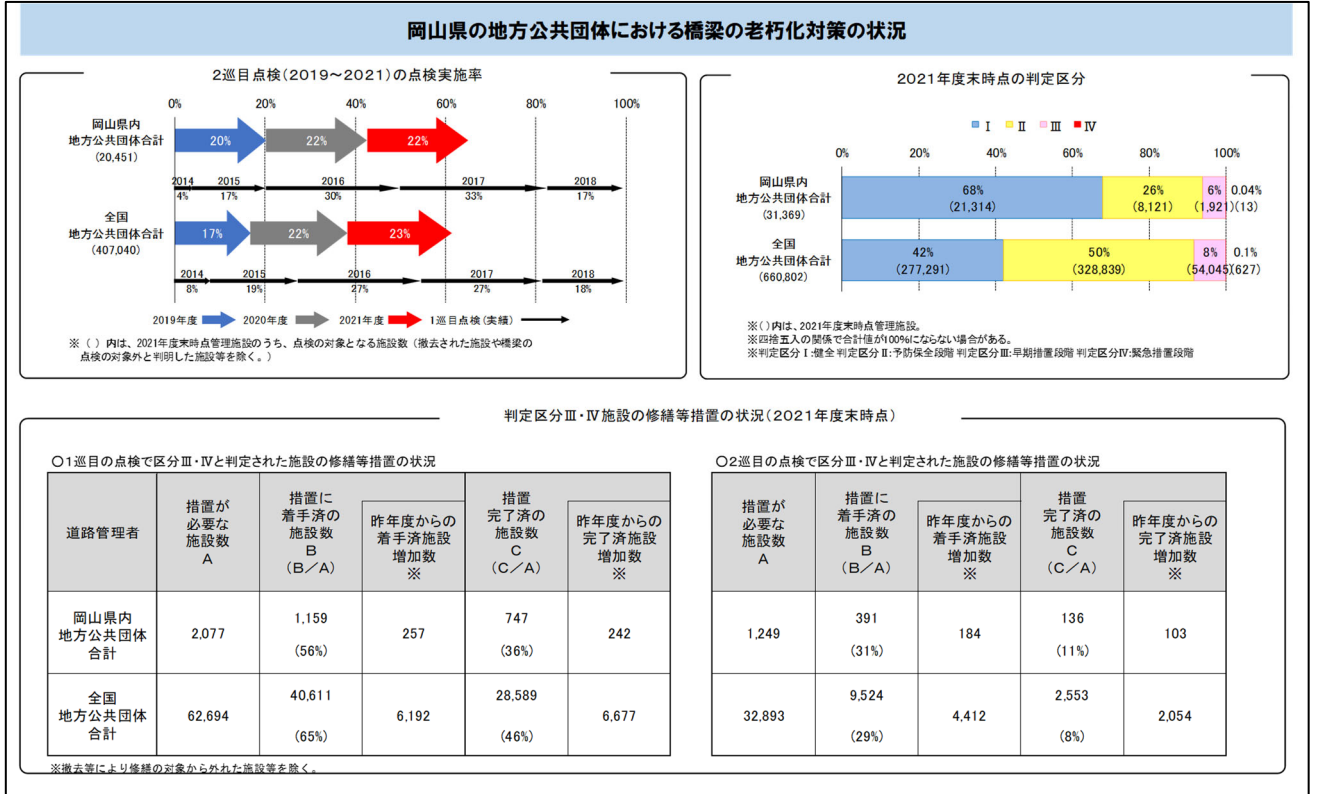 岡山県の地方公共団体における橋梁の老朽化対策の状況
2巡目点検(2019～2021)の点検実施率
0% 20% 40% 60% 80% 100%
岡山県内
地方公共団体合計
(20,451)
20% 22% 22%
2014 2015 2016 2017 2018
4% 17% 30% 33% 17%
全国
地方公共団体合計
(407,040)
17% 22% 23%
2014 2015 2016 2017 2018
8% 19% 27% 27% 18%
2019年度 2020年度 2021年度 1巡目点検(実績)
※ ( ) 内は、2021年度末時点管理施設のうち、点検の対象となる施設数（撤去された施設や橋梁の
点検の対象外と判明した施設等を除く。）
2021年度末時点の判定区分
Ⅰ Ⅱ Ⅲ Ⅳ
0% 20% 40% 60% 80% 100%
岡山県内
地方公共団体合計
(31,369)
68% 26% 6% 0.04%
(21,314) (8,121) (1,921) (13)
全国
地方公共団体合計
(660,802)
42% 50% 8% 0.1%
(277,291) (328,839) (54,045) (627)
※( )内は、2021年度末時点管理施設。
※四捨五入の関係で合計値が100%にならない場合がある。
※判定区分Ⅰ:健全 判定区分Ⅱ:予防保全段階 判定区分Ⅲ:早期措置段階 判定区分Ⅳ:緊急措置段階
判定区分Ⅲ・Ⅳ施設の修繕等措置の状況(2021年度末時点)
○1巡目の点検で区分Ⅲ・Ⅳと判定された施設の修繕等措置の状況
道路管理者
措置が
必要な
施設数
A
措置に
着手済の
施設数
B
(B／A)
昨年度からの
着手済施設
増加数
※
措置
完了済の
施設数
C
(C／A)
昨年度からの
完了済施設
増加数
※
岡山県内
地方公共団体
合計
2,077
1,159
(56%)
257
747
(36%)
242
全国
地方公共団体
合計
62,694
40,611
(65%)
6,192
28,589
(46%)
6,677
※撤去等により修繕の対象から外れた施設等を除く。
○2巡目の点検で区分Ⅲ・Ⅳと判定された施設の修繕等措置の状況
措置が
必要な
施設数
A
措置に
着手済の
施設数
B
(B／A)
昨年度からの
着手済施設
増加数
※
措置
完了済の
施設数
C
(C／A)
昨年度からの
完了済施設
増加数
※
1,249
391
(31%)
184
136
(11%)
103
32,893
9,524
(29%)
4,412
2,553
(8%)
2,054